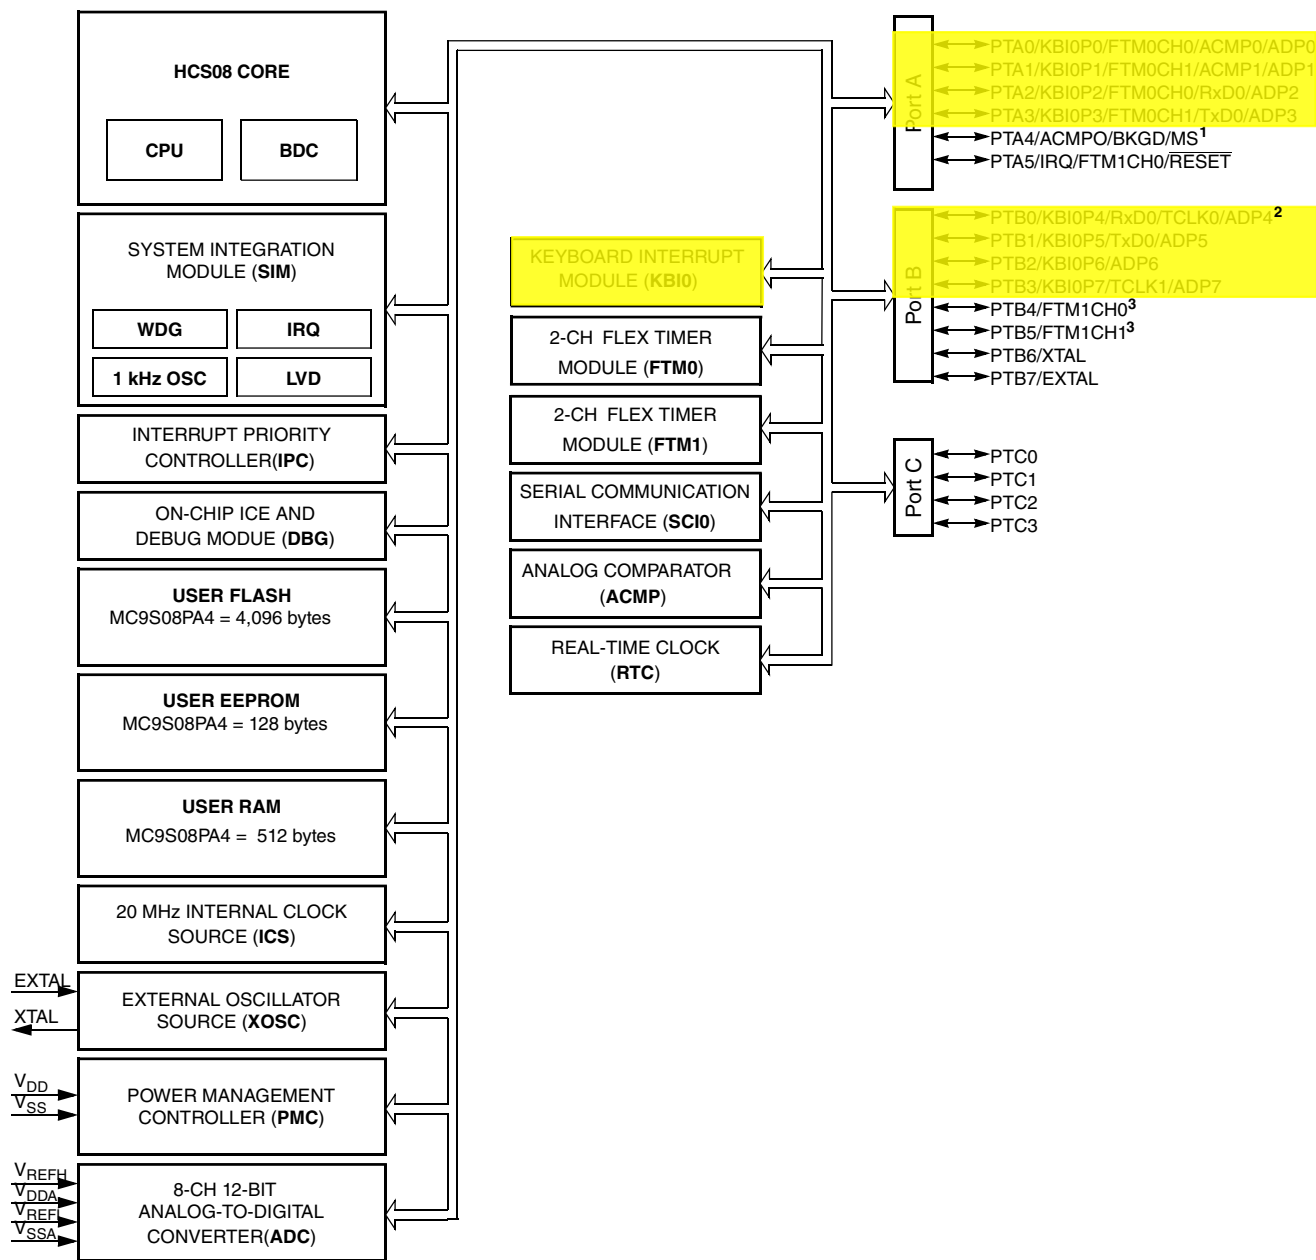 HCS08 CORE
CPU
BDC
SYSTEM INTEGRATION
MODULE (SIM)
WDG
IRQ
1 kHz OSC
LVD
INTERRUPT PRIORITY
CONTROLLER(IPC)
ON-CHIP ICE AND
DEBUG MODUE (DBG)
USER FLASH
MC9S08PA4 = 4,096 bytes
USER EEPROM
MC9S08PA4 = 128 bytes
USER RAM
MC9S08PA4 = 512 bytes
20 MHz INTERNAL CLOCK
SOURCE (ICS)
EXTAL
XTAL
EXTERNAL OSCILLATOR
SOURCE (XOSC)
VDD
VSS
POWER MANAGEMENT
CONTROLLER (PMC)
VREFH
VDDA
VREFL
VSSA
8-CH 12-BIT
ANALOG-TO-DIGITAL
CONVERTER(ADC)
KEYBOARD INTERRUPT
MODULE (KBI0)
2-CH FLEX TIMER
MODULE (FTM0)
2-CH FLEX TIMER
MODULE (FTM1)
SERIAL COMMUNICATION
INTERFACE (SCI0)
ANALOG COMPARATOR
(ACMP)
REAL-TIME CLOCK
(RTC)
Port A
PTA0/KBI0P0/FTM0CH0/ACMP0/ADP0
PTA1/KBI0P1/FTM0CH1/ACMP1/ADP1
PTA2/KBI0P2/FTM0CH0/RxD0/ADP2
PTA3/KBI0P3/FTM0CH1/TxD0/ADP3
PTA4/ACMPO/BKGD/MS1
PTA5/IRQ/FTM1CH0/RESET
Port B
PTB0/KBI0P4/RxD0/TCLK0/ADP42
PTB1/KBI0P5/TxD0/ADP5
PTB2/KBI0P6/ADP6
PTB3/KBI0P7/TCLK1/ADP7
PTB4/FTM1CH03
PTB5/FTM1CH13
PTB6/XTAL
PTB7/EXTAL
Port C
PTC0
PTC1
PTC2
PTC3